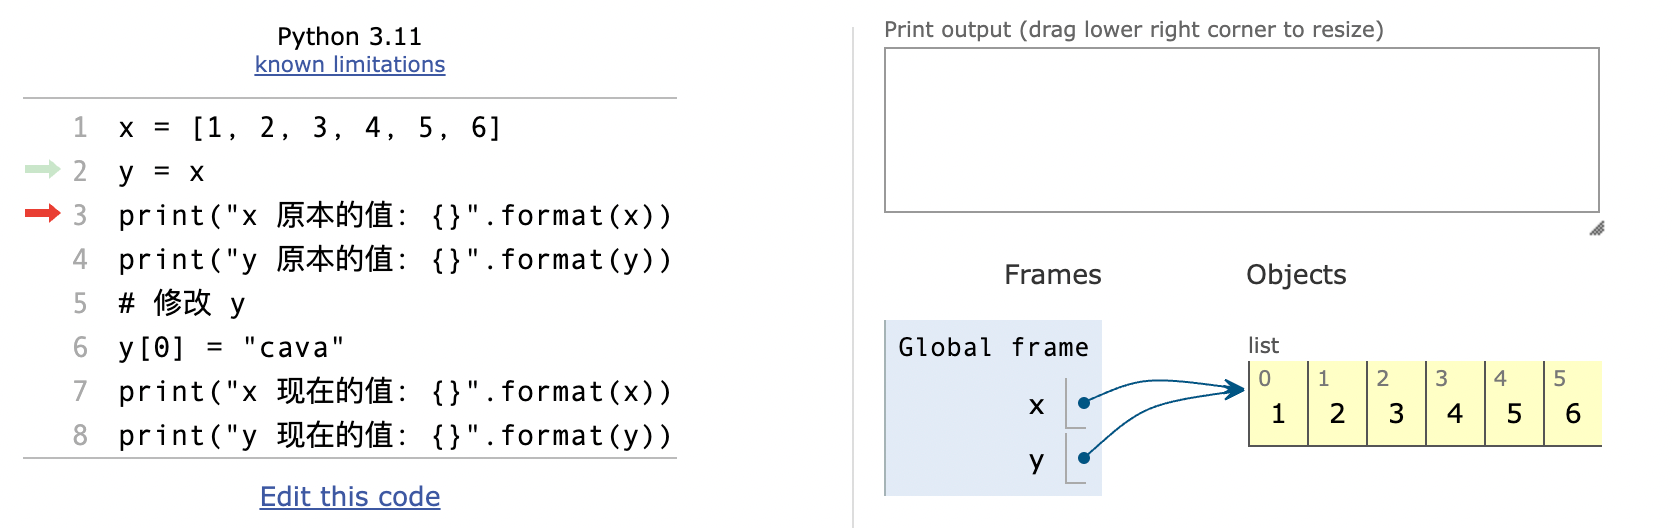 Python 3.11
known limitations
1 x = [1, 2, 3, 4, 5, 6]
2 y = x
3 print("x 原本的值: {}".format(x))
4 print("y 原本的值: {}".format(y))
5 # 修改 y
6 y[0] = "cava"
7 print("x 现在的值: {}".format(x))
8 print("y 现在的值: {}".format(y))
Edit this code
Print output (drag lower right corner to resize)
Frames Objects
Global frame
x
y
list
0 1 2 3 4 5
1 2 3 4 5 6